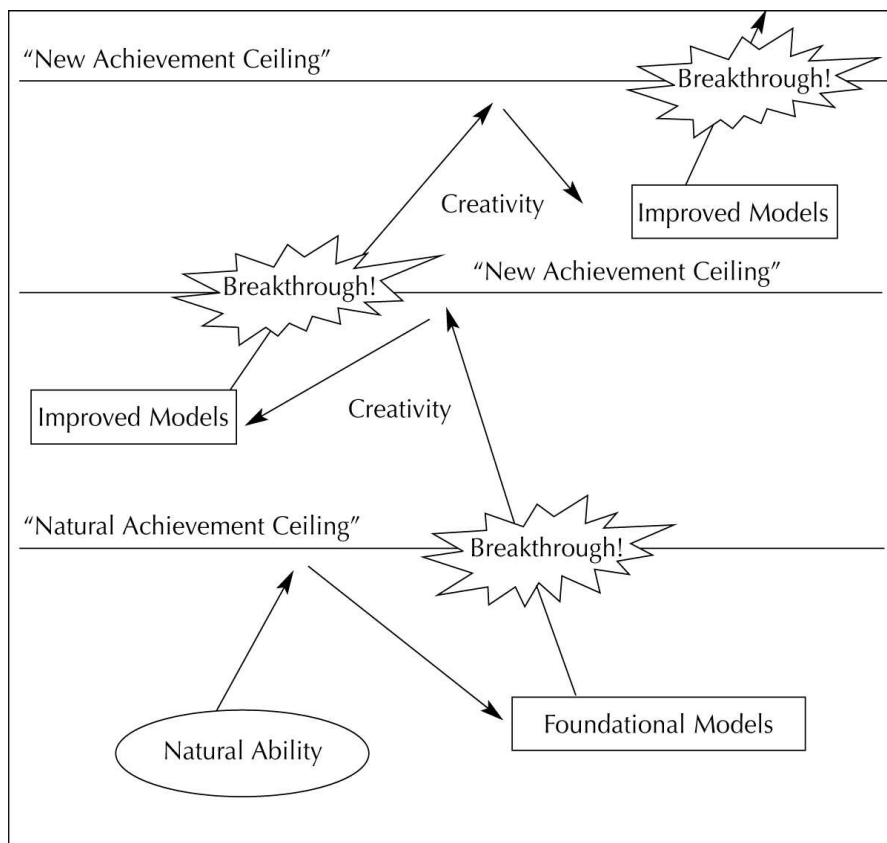 “New Achievement Ceiling”
Breakthrough!
Creativity
Improved Models
“New Achievement Ceiling”
Breakthrough!
Improved Models
Creativity
“Natural Achievement Ceiling”
Breakthrough!
Foundational Models
Natural Ability